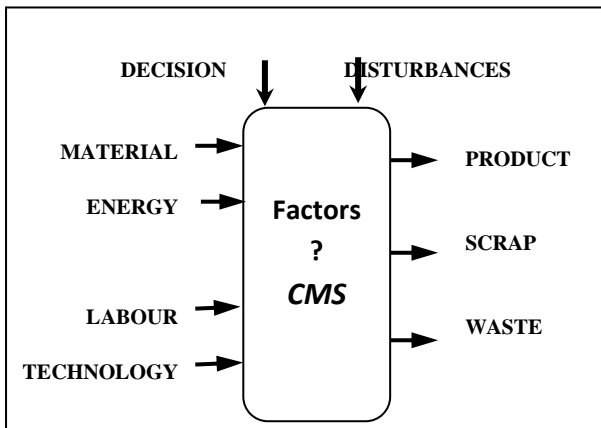 DECISION
DISTURBANCES
MATERIAL
ENERGY
LABOUR
TECHNOLOGY
Factors
?
CMS
PRODUCT
SCRAP
WASTE